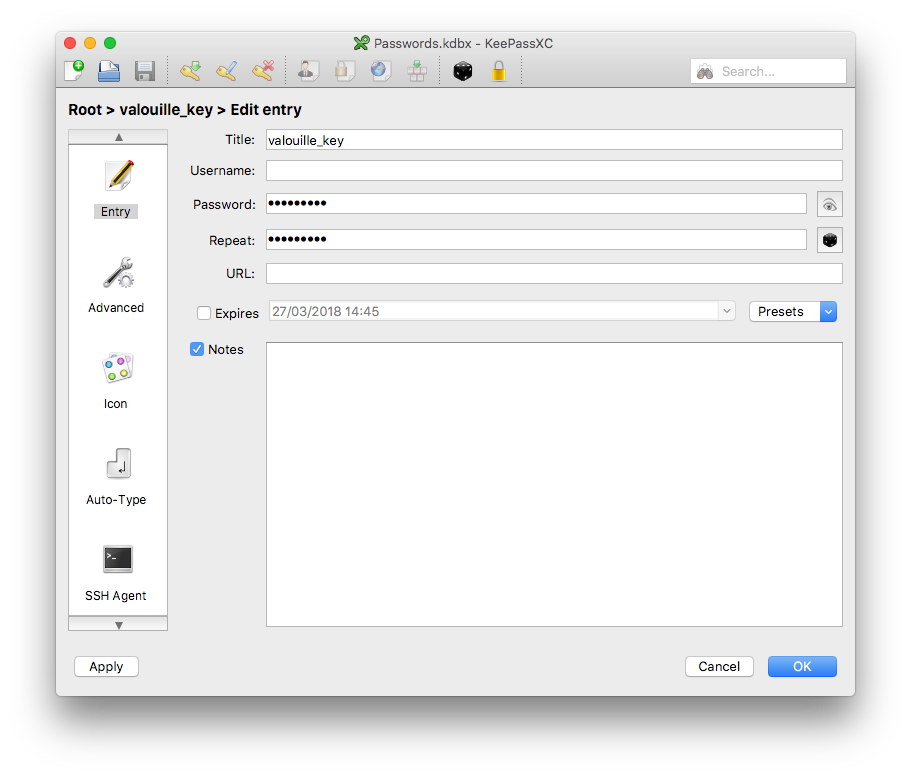 Passwords.kdbx - KeePassXC
Search...
Root > valouille_key > Edit entry
Entry
Advanced
Icon
Auto-Type
>_
SSH Agent
Title: valouille_key
Username:
Password: •••••••••
Repeat: •••••••••
URL:
Expires 27/03/2018 14:45 Presets
Notes
Apply
Cancel
OK